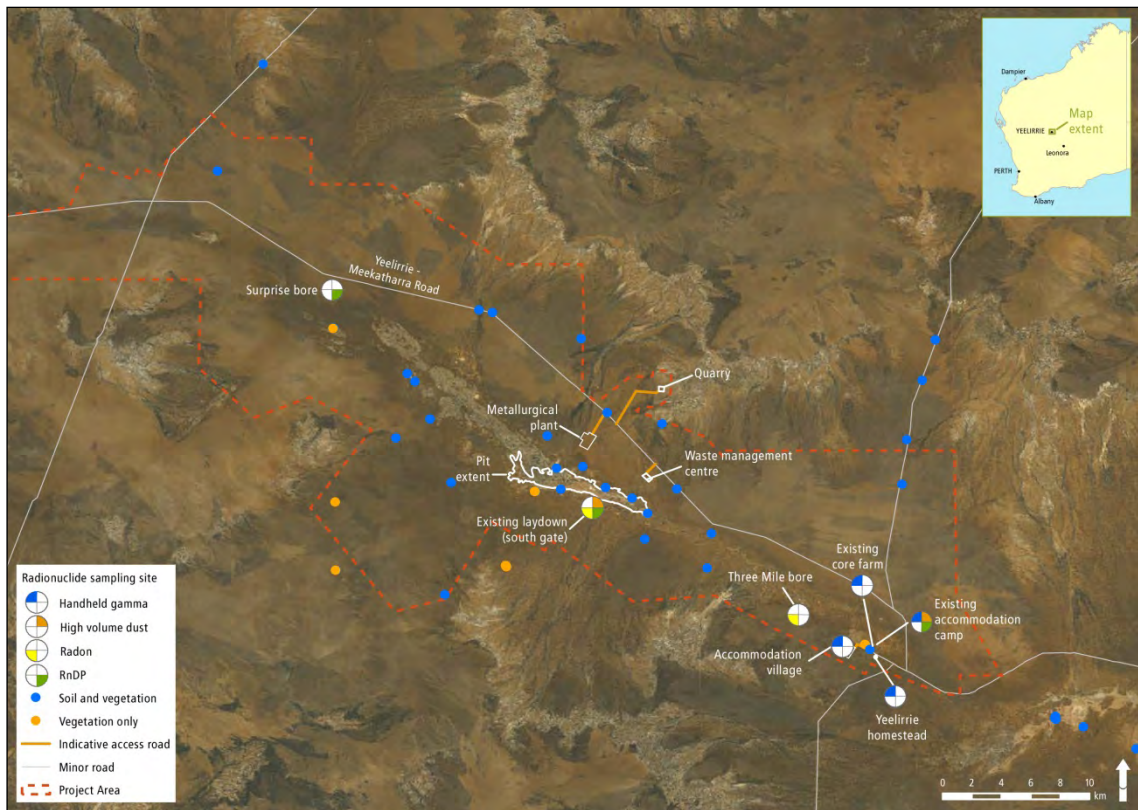 Dampier
YEELIRRIE
Map
extent
Leonora
PERTH
Albany
Yeelirrie -
Meekatharra Road
Surprise bore
Quarry
Metallurgical
plant
Waste management
centre
Pit
extent
Existing laydown
(south gate)
Existing
core farm
Three Mile bore
Existing
accommodation
camp
Accommodation
village
Yeelirrie
homestead
Radionuclide sampling site
Handheld gamma
High volume dust
Radon
RnDP
Soil and vegetation
Vegetation only
Indicative access road
Minor road
Project Area
0 2 4 6 8 10
km